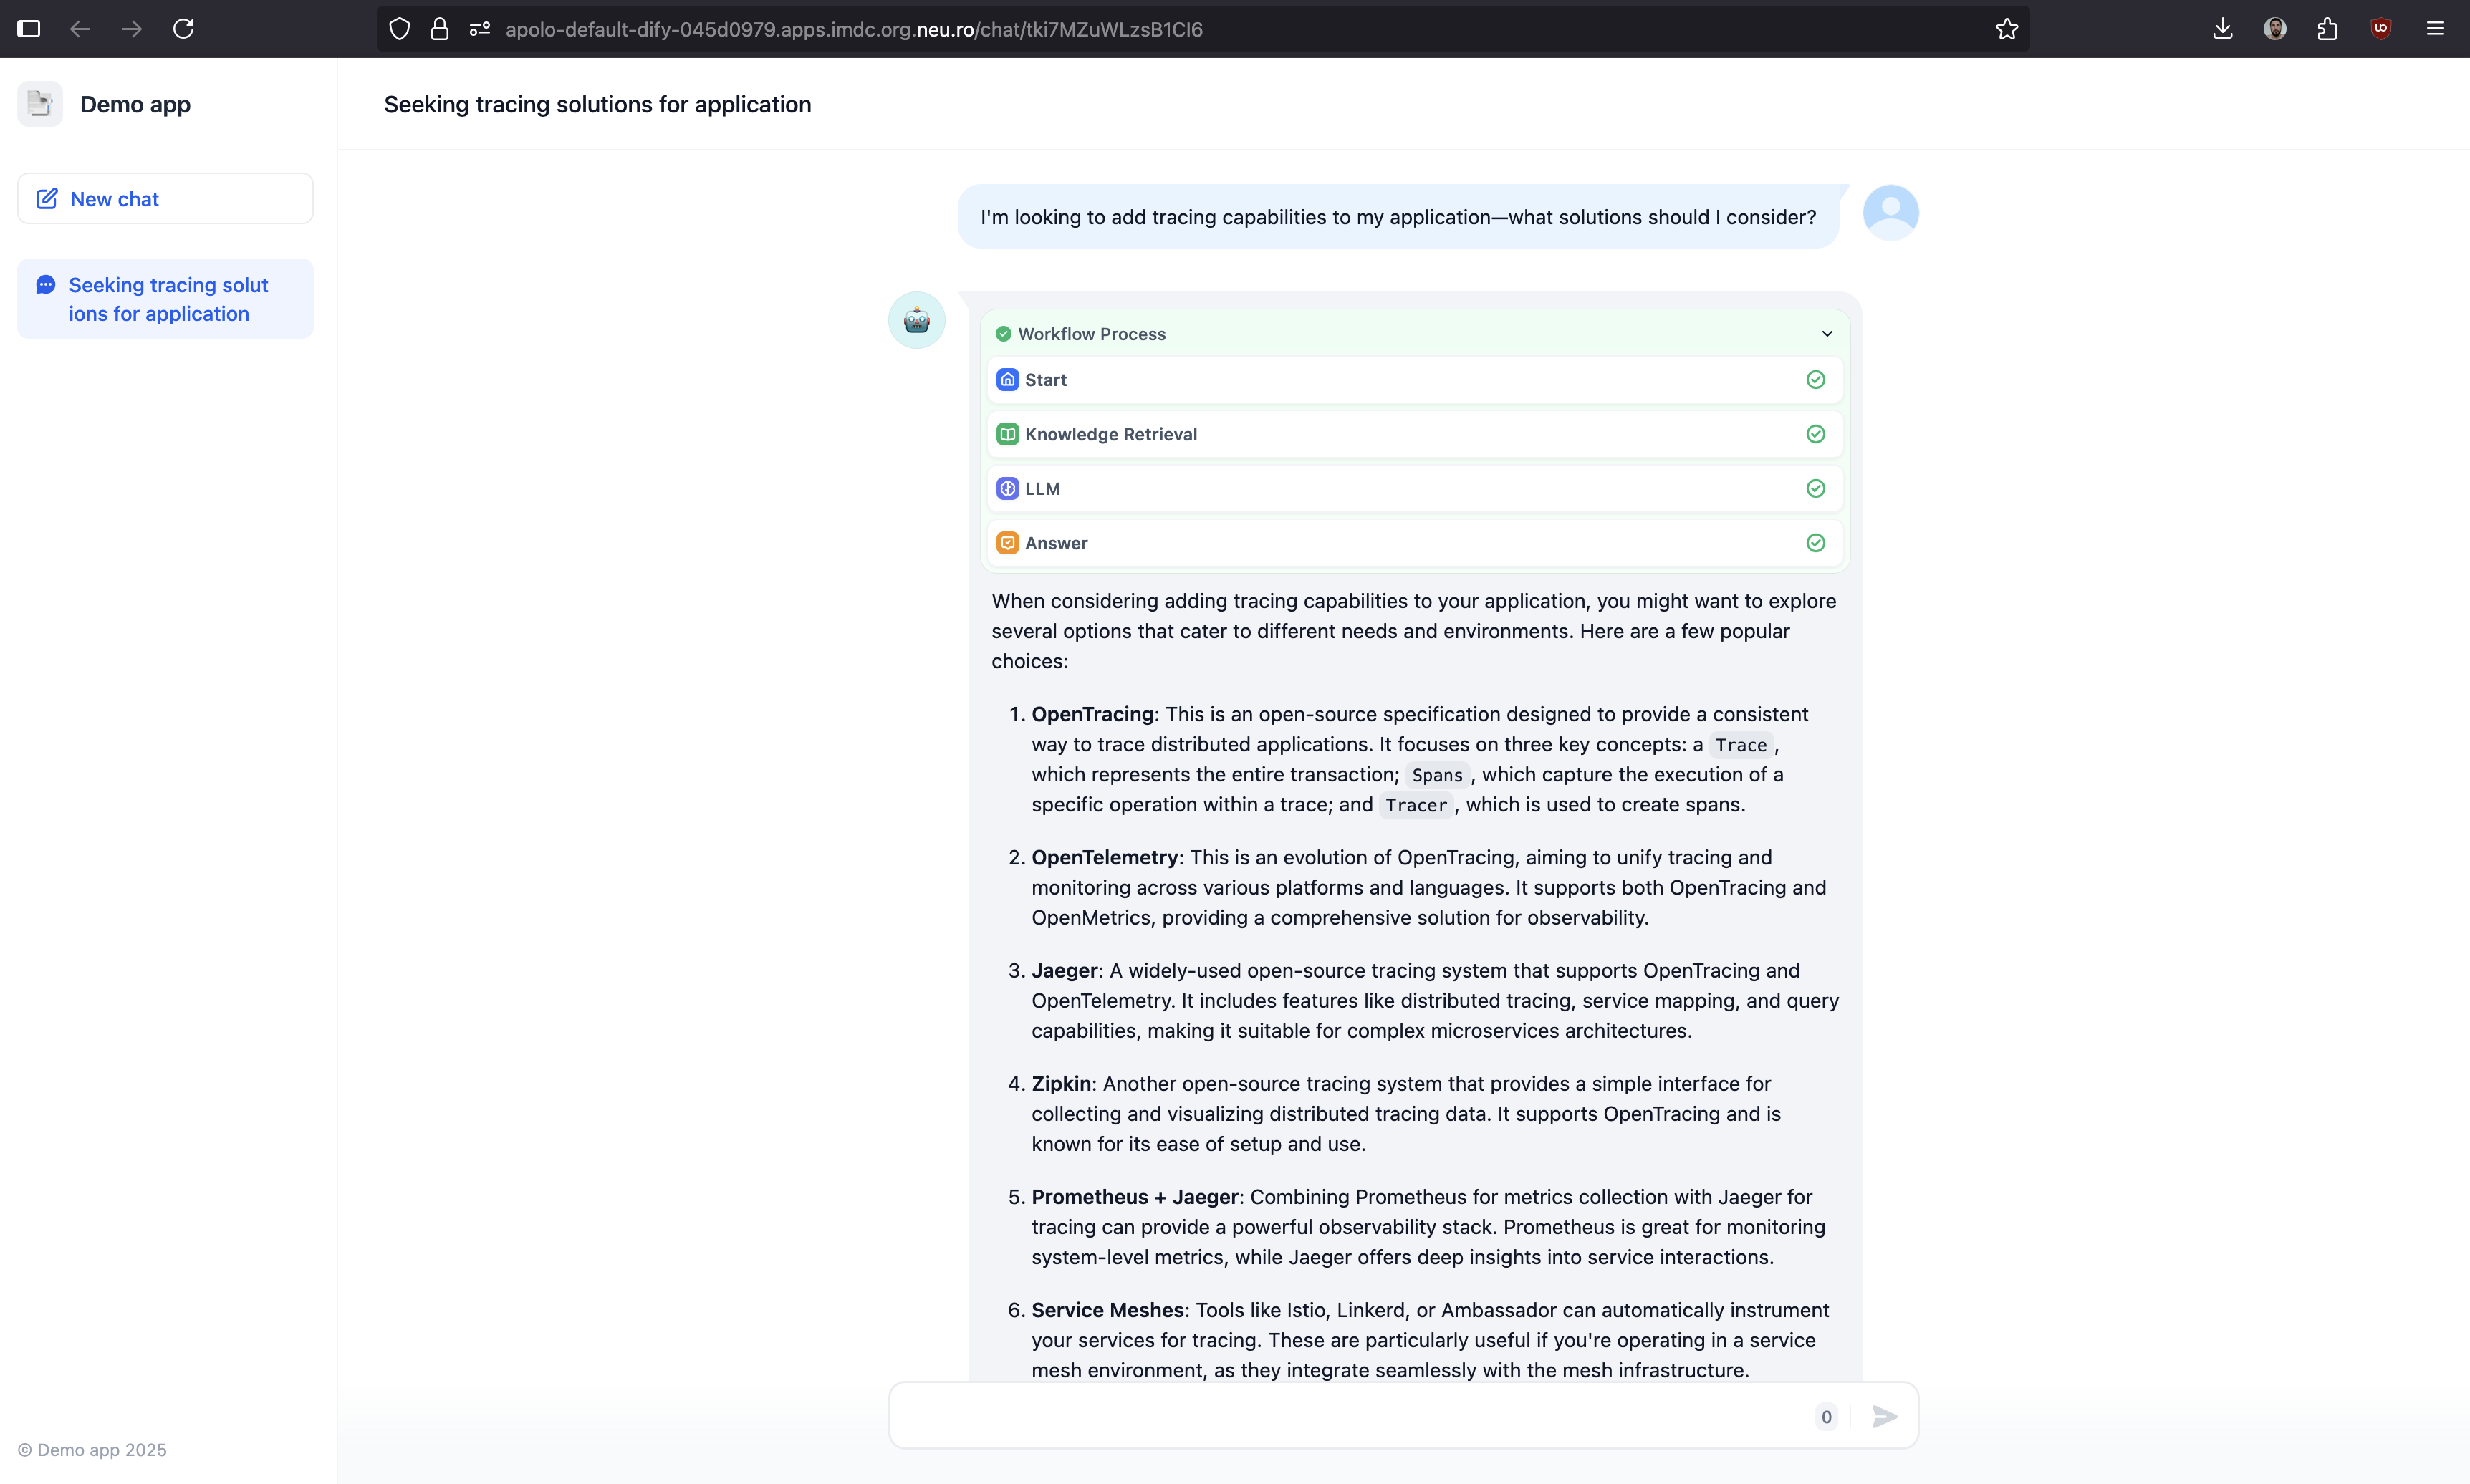 apolo-default-dify-045d0979.apps.imdc.org.neu.ro/chat/tki7MZuWLzsB1CI6
Demo app
New chat
Seeking tracing solut
ions for application
© Demo app 2025
Seeking tracing solutions for application
I'm looking to add tracing capabilities to my application—what solutions should I consider?
Workflow Process
Start
Knowledge Retrieval
LLM
Answer
When considering adding tracing capabilities to your application, you might want to explore
several options that cater to different needs and environments. Here are a few popular
choices:
1. OpenTracing: This is an open-source specification designed to provide a consistent
way to trace distributed applications. It focuses on three key concepts: a Trace,
which represents the entire transaction; Spans, which capture the execution of a
specific operation within a trace; and Tracer, which is used to create spans.
2. OpenTelemetry: This is an evolution of OpenTracing, aiming to unify tracing and
monitoring across various platforms and languages. It supports both OpenTracing and
OpenMetrics, providing a comprehensive solution for observability.
3. Jaeger: A widely-used open-source tracing system that supports OpenTracing and
OpenTelemetry. It includes features like distributed tracing, service mapping, and query
capabilities, making it suitable for complex microservices architectures.
4. Zipkin: Another open-source tracing system that provides a simple interface for
collecting and visualizing distributed tracing data. It supports OpenTracing and is
known for its ease of setup and use.
5. Prometheus + Jaeger: Combining Prometheus for metrics collection with Jaeger for
tracing can provide a powerful observability stack. Prometheus is great for monitoring
system-level metrics, while Jaeger offers deep insights into service interactions.
6. Service Meshes: Tools like Istio, Linkerd, or Ambassador can automatically instrument
your services for tracing. These are particularly useful if you're operating in a service
mesh environment, as they integrate seamlessly with the mesh infrastructure.
0